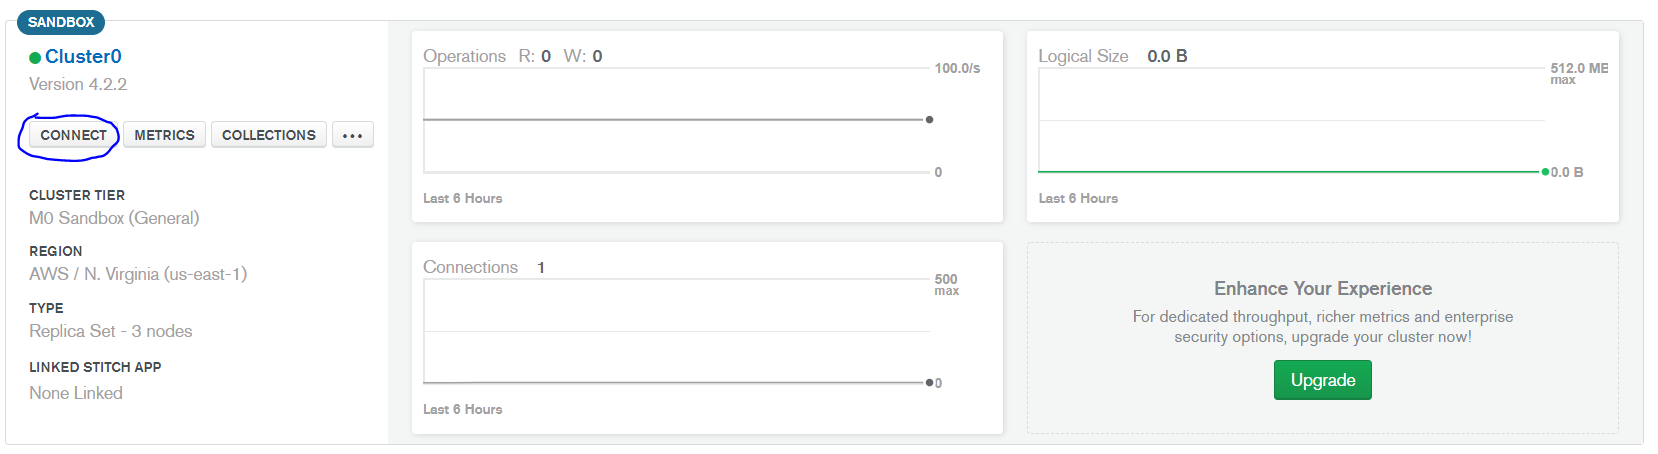 SANDBOX
Cluster0
Version 4.2.2
CONNECT METRICS COLLECTIONS ...
CLUSTER TIER
M0 Sandbox (General)
REGION
AWS / N. Virginia (us-east-1)
TYPE
Replica Set - 3 nodes
LINKED STITCH APP
None Linked
Operations R: 0 W: 0
100.0/s
0
Last 6 Hours
Logical Size 0.0 B
512.0 MB
max
0.0 B
Last 6 Hours
Connections 1
500
max
0
Last 6 Hours
Enhance Your Experience
For dedicated throughput, richer metrics and enterprise
security options, upgrade your cluster now!
Upgrade